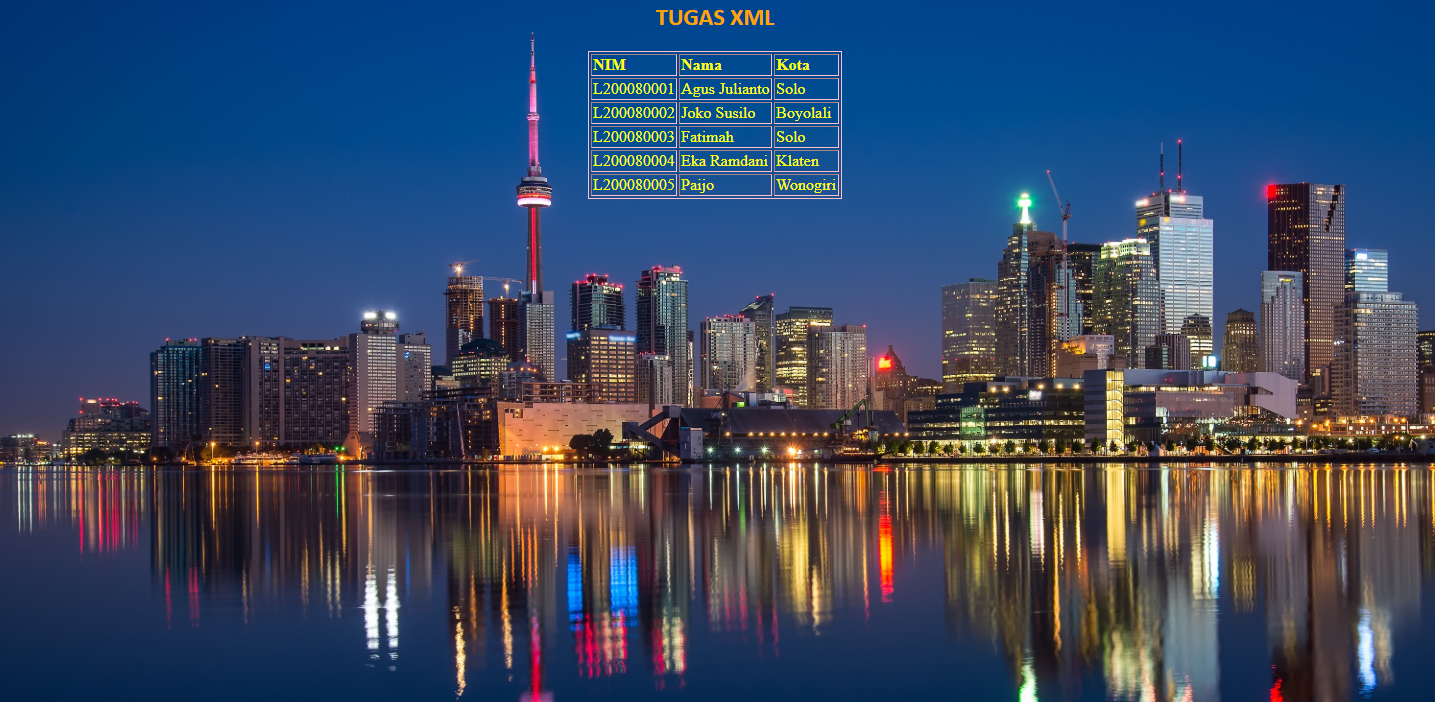 TUGAS XML
NIM Nama Kota
L200080001 Agus Julianto Solo
L200080002 Joko Susilo Boyolali
L200080003 Fatimah Solo
L200080004 Eka Ramdani Klaten
L200080005 Paijo Wonogiri